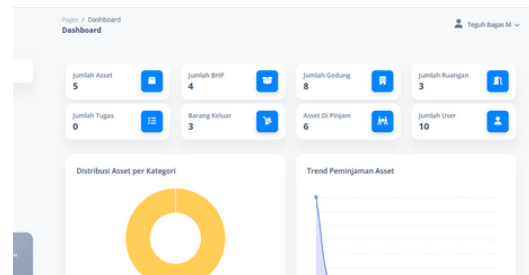 Pages / Dashboard
Dashboard
Teguh Bagas M
Jumlah Asset
5
Jumlah BHP
4
Jumlah Gedung
8
Jumlah Ruangan
3
Jumlah Tugas
0
Barang Keluar
3
Asset Di Pinjam
6
Jumlah User
10
Distribusi Asset per Kategori
Trend Peminjaman Asset